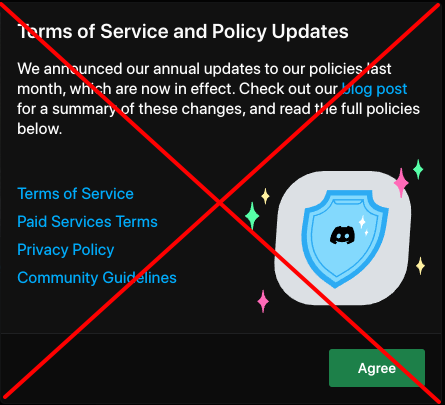 Terms of Service and Policy Updates
We announced our annual updates to our policies last
month, which are now in effect. Check out our blog post
for a summary of these changes, and read the full policies
below.
Terms of Service
Paid Services Terms
Privacy Policy
Community Guidelines
Agree